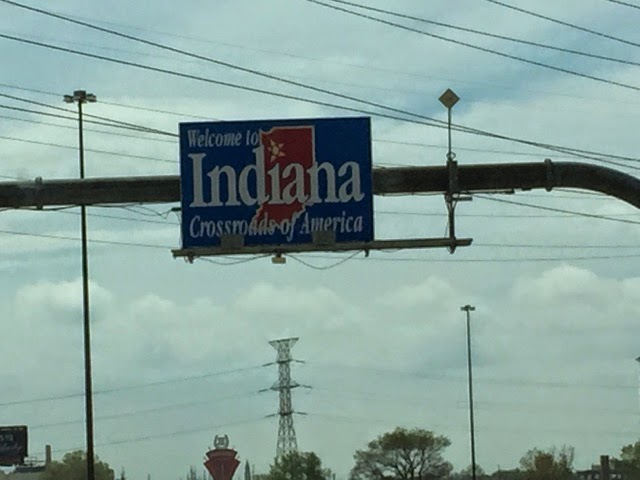 Welcome to
Indiana
Crossroads of America